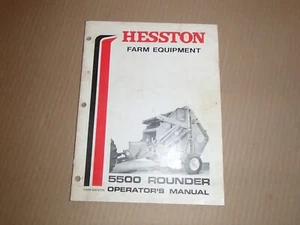 HESSTON
FARM EQUIPMENT
5500 ROUNDER
OPERATOR'S MANUAL